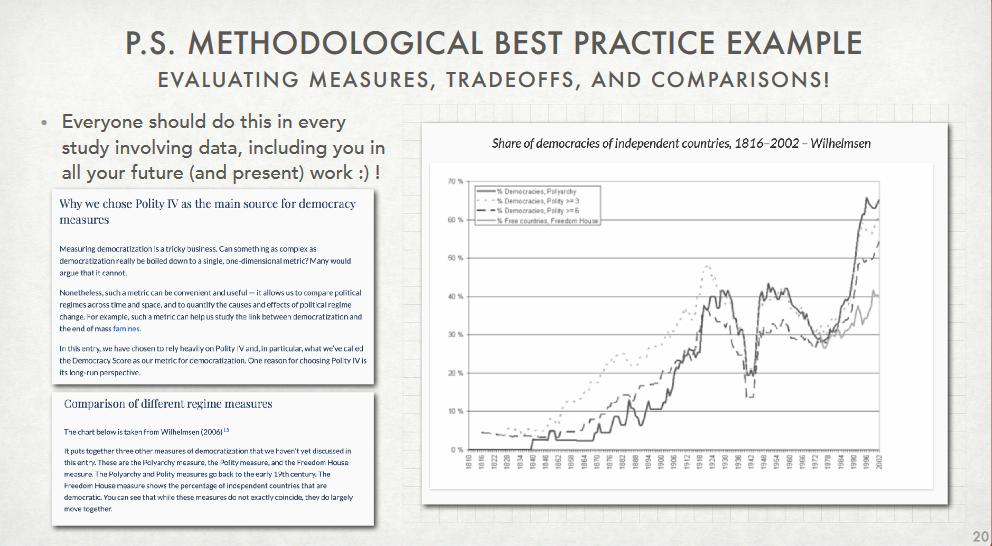 P.S. METHODOLOGICAL BEST PRACTICE EXAMPLE
EVALUATING MEASURES, TRADEOFFS, AND COMPARISONS!
• Everyone should do this in every
study involving data, including you in
all your future (and present) work :) !
Why we chose Polity IV as the main source for democracy
measures
Measuring democratization is a tricky business. Can something as complex as
democratization really be boiled down to a single, one-dimensional metric? Many would
argue that it cannot.
Nonetheless, such a metric can be convenient and useful — it allows us to compare political
regimes across time and space, and to quantify the causes and effects of political regime
change. For example, such a metric can help us study the link between democratization and
the end of mass famines.
In this entry, we have chosen to rely heavily on Polity IV and, in particular, what we've called
the Democracy Score as our metric for democratization. One reason for choosing Polity IV is
its long-run perspective.
Comparison of different regime measures
The chart below is taken from Wilhelmsen (2006)
It puts together three other measures of democratization that we haven't yet discussed in
this entry. These are the Polyarchy measure, the Polity measure, and the Freedom House
measure. The Polyarchy and Polity measures go back to the early 19th century. The
Freedom House measure shows the percentage of independent countries that are
democratic. You can see that while these measures do not exactly coincide, they do largely
move together.
Share of democracies of independent countries, 1816–2002 – Wilhelmsen
% Democracies, Polyarchy
% Democracies, Polity >= 3
% Democracies, Polity >= 6
% Free countries, Freedom House
70 %
60 %
50 %
40 %
30 %
20 %
10 %
0 %
1810 1816 1822 1828 1834 1840 1846 1852 1858 1864 1870 1876 1882 1888 1894 1900 1906 1912 1918 1924 1930 1936 1942 1948 1954 1960 1966 1972 1978 1984 1990 1996 2002
20